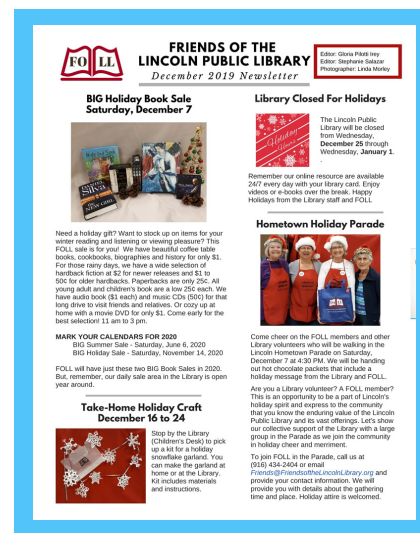 FO LL
FRIENDS OF THE
LINCOLN PUBLIC LIBRARY
December 2019 Newsletter
Editor: Gloria Pilotti Irey
Editor: Stephanie Salazar
Photographer: Linda Morley
BIG Holiday Book Sale
Saturday, December 7
Silva
THE
NEW GIRL
Need a holiday gift? Want to stock up on items for your
winter reading and listening or viewing pleasure? This
FOLL sale is for you! We have beautiful coffee table
books, cookbooks, biographies and history for only $1.
For those rainy days, we have a wide selection of
hardback fiction at $2 for newer releases and $1 to
50¢ for older hardbacks. Paperbacks are only 25¢. All
young adult and children's book are a low 25¢ each. We
have audio book ($1 each) and music CDs (50¢) for that
long drive to visit friends and relatives. Or cozy up at
home with a movie DVD for only $1. Come early for the
best selection! 11 am to 3 pm.
MARK YOUR CALENDARS FOR 2020
BIG Summer Sale - Saturday, June 6, 2020
BIG Holiday Sale - Saturday, November 14, 2020
FOLL will have just these two BIG Book Sales in 2020.
But, remember, our daily sale area in the Library is open
year around.
Take-Home Holiday Craft
December 16 to 24
Stop by the Library
(Children's Desk) to pick
up a kit for a holiday
snowflake garland. You
can make the garland at
home or at the Library.
Kit includes materials
and instructions.
Library Closed For Holidays
Holiday
Hours
The Lincoln Public
Library will be closed
from Wednesday,
December 25 through
Wednesday, January 1.
.
Remember our online resource are available
24/7 every day with your library card. Enjoy
videos or e-books over the break. Happy
Holidays from the Library staff and FOLL
Hometown Holiday Parade
Come cheer on the FOLL members and other
Library volunteers who will be walking in the
Lincoln Hometown Parade on Saturday,
December 7 at 4:30 PM. We will be handing
out hot chocolate packets that include a
holiday message from the Library and FOLL.
Are you a Library volunteer? A FOLL member?
This is an opportunity to be a part of Lincoln's
holiday spirit and express to the community
that you know the enduring value of the Lincoln
Public Library and its vast offerings. Let's show
our collective support of the Library with a large
group in the Parade as we join the community
in holiday cheer and merriment.
To join FOLL in the Parade, call us at
(916) 434-2404 or email
Friends@FriendsoftheLincolnLibrary.org and
provide your contact information. We will
provide you with details about the gathering
time and place. Holiday attire is welcomed.